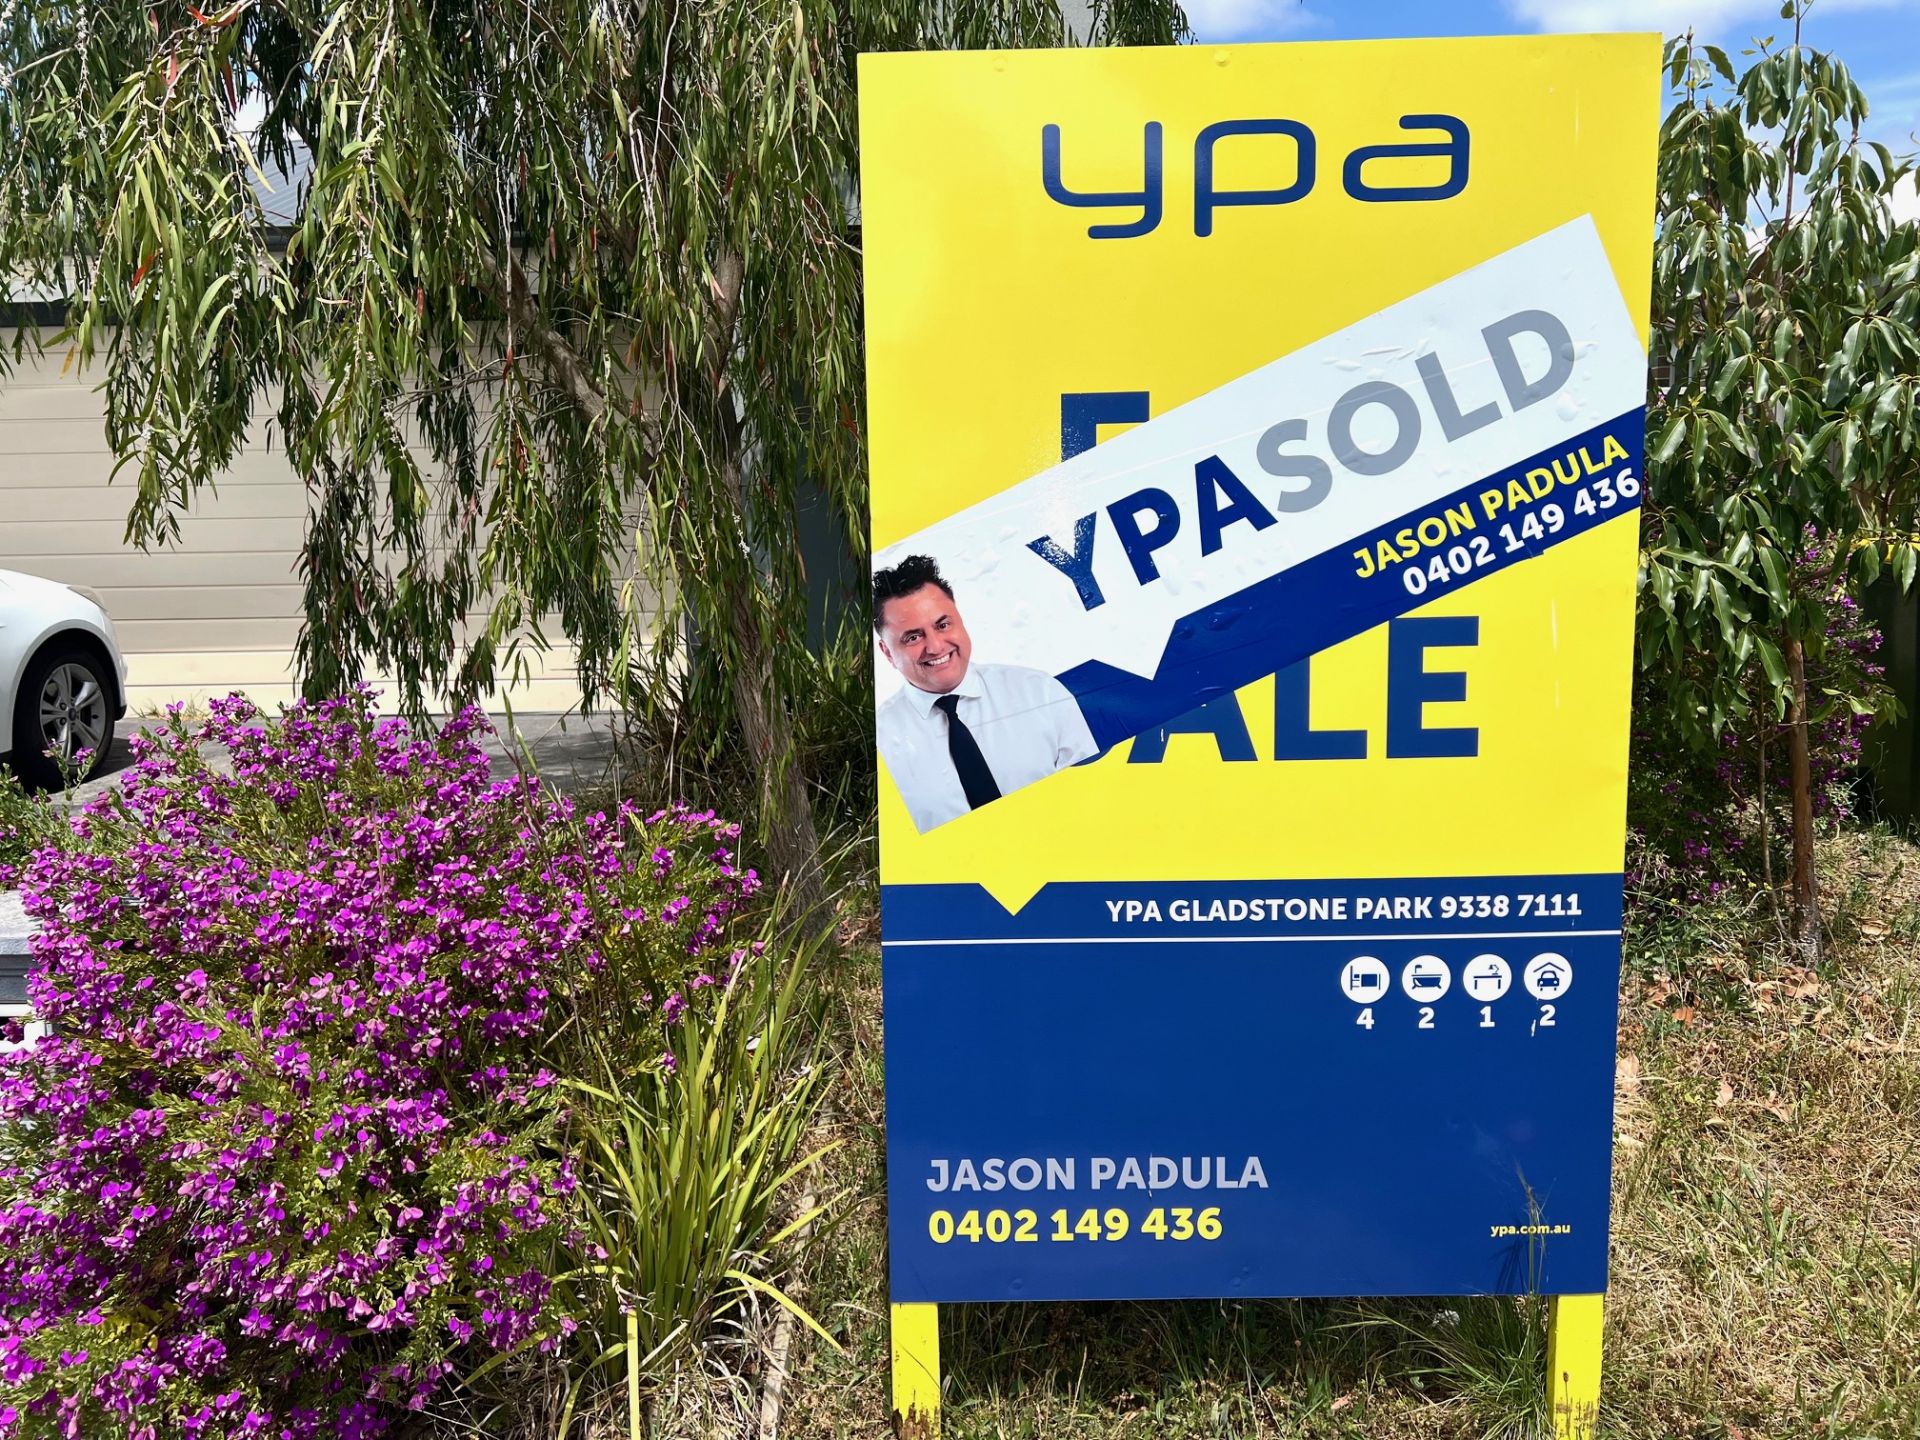 ypa
YPASOLD
JASON PADULA
0402 149 436
ALE
YPA GLADSTONE PARK 9338 7111
4 2 1 2
JASON PADULA
0402 149 436
ypa.com.au